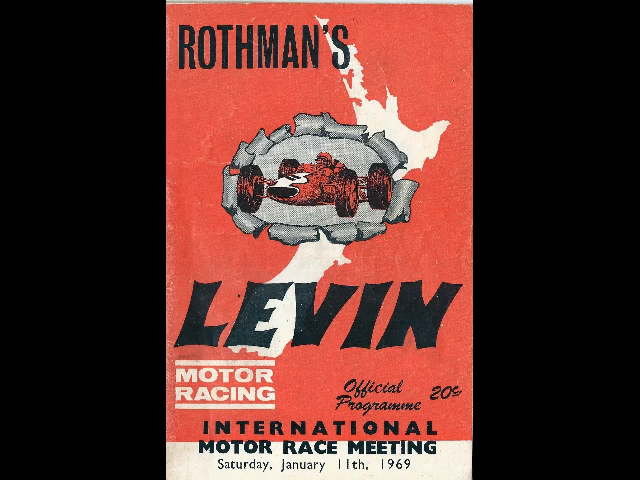 ROTHMAN'S
LEVIN
MOTOR
RACING
Official
Programme
20c
INTERNATIONAL
MOTOR RACE MEETING
Saturday, January 11th, 1969